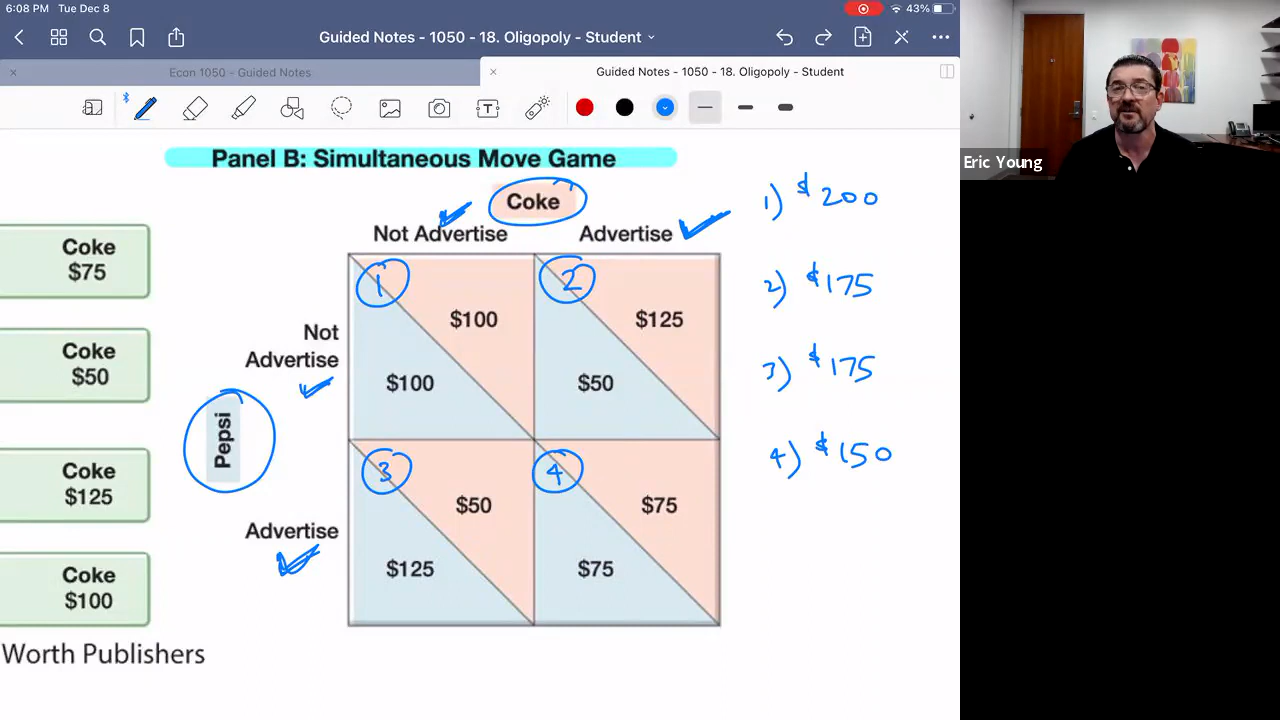 6:08 PM Tue Dec 8
43%
Guided Notes - 1050 - 18. Oligopoly - Student
Econ 1050 - Guided Notes
Guided Notes - 1050 - 18. Oligopoly - Student
T
Eric Young
Panel B: Simultaneous Move Game
Coke
Not Advertise Advertise
Coke
$75
Coke
$50
Coke
$125
Coke
$100
Pepsi
Not
Advertise
Advertise
1
$100
$100
2
$125
$50
3
$50
$125
4
$75
$75
1) $200
2) $175
3) $175
4) $150
Worth Publishers